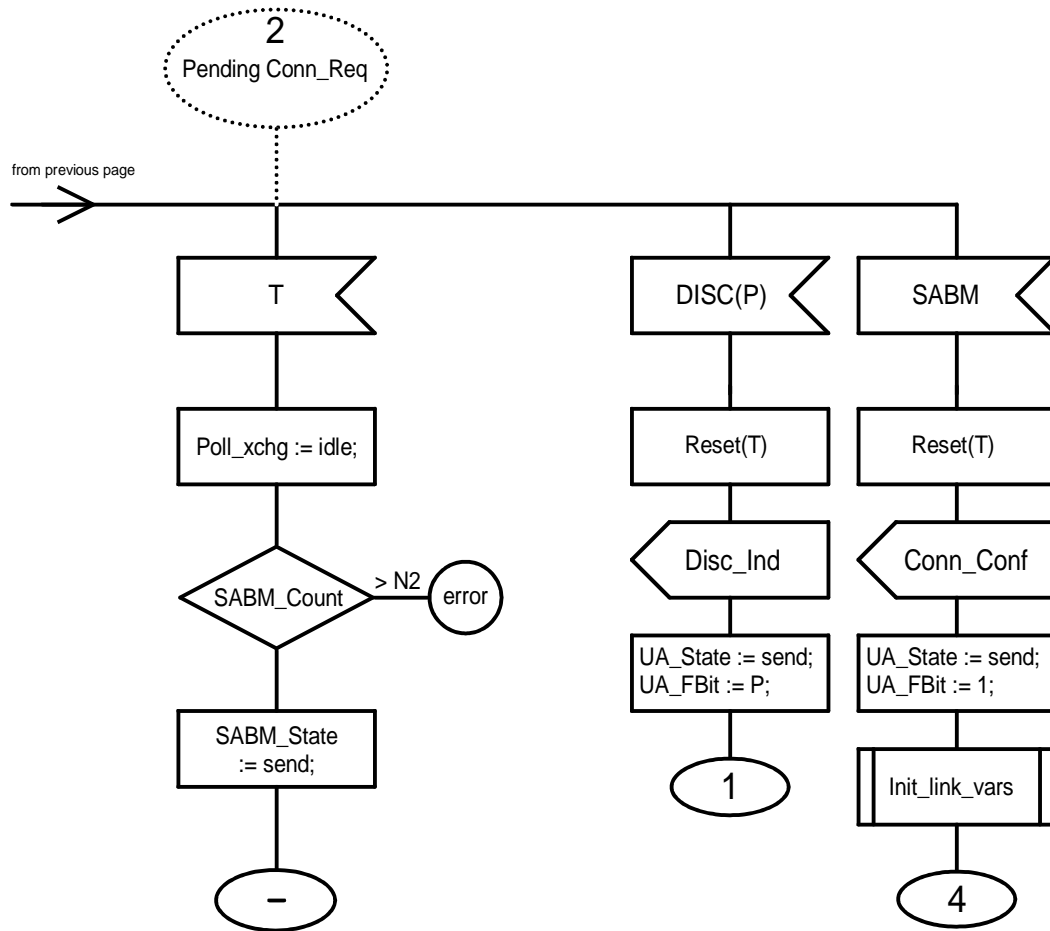 2
Pending Conn_Req
from previous page
T
DISC(P)
SABM
Poll_xchg := idle;
Reset(T)
Reset(T)
SABM_Count
> N2
error
Disc_Ind
Conn_Conf
UA_State := send;
UA_FBit := P;
UA_State := send;
UA_FBit := 1;
SABM_State
:= send;
1
Init_link_vars
–
4